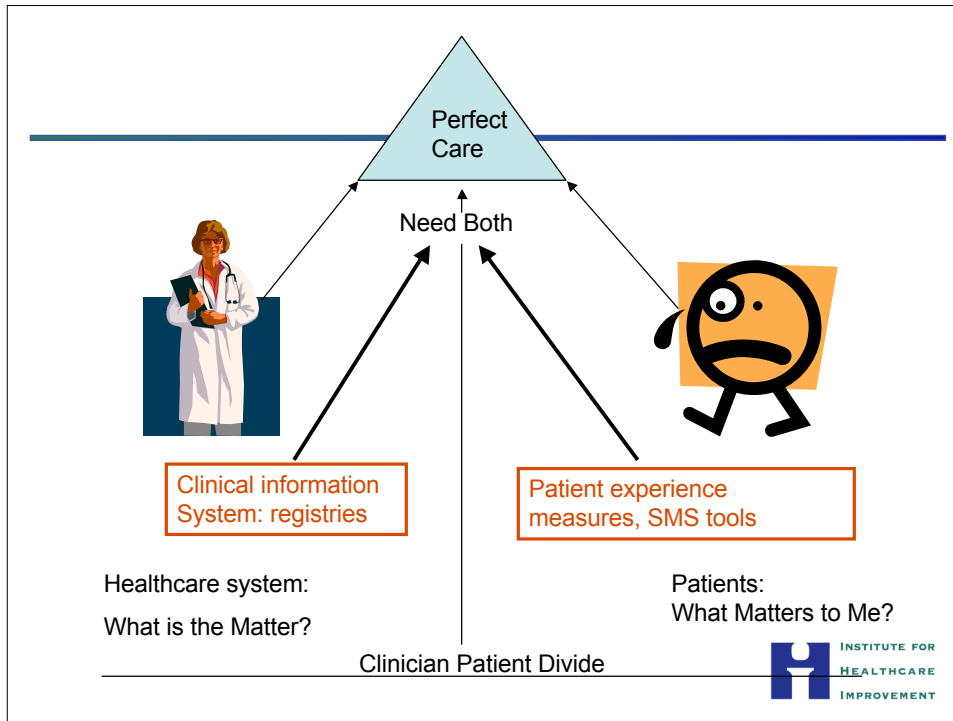 Perfect
Care
Need Both
Clinical information
System: registries
Patient experience
measures, SMS tools
Healthcare system:
What is the Matter?
Patients:
What Matters to Me?
Clinician Patient Divide
INSTITUTE FOR
HEALTHCARE
IMPROVEMENT